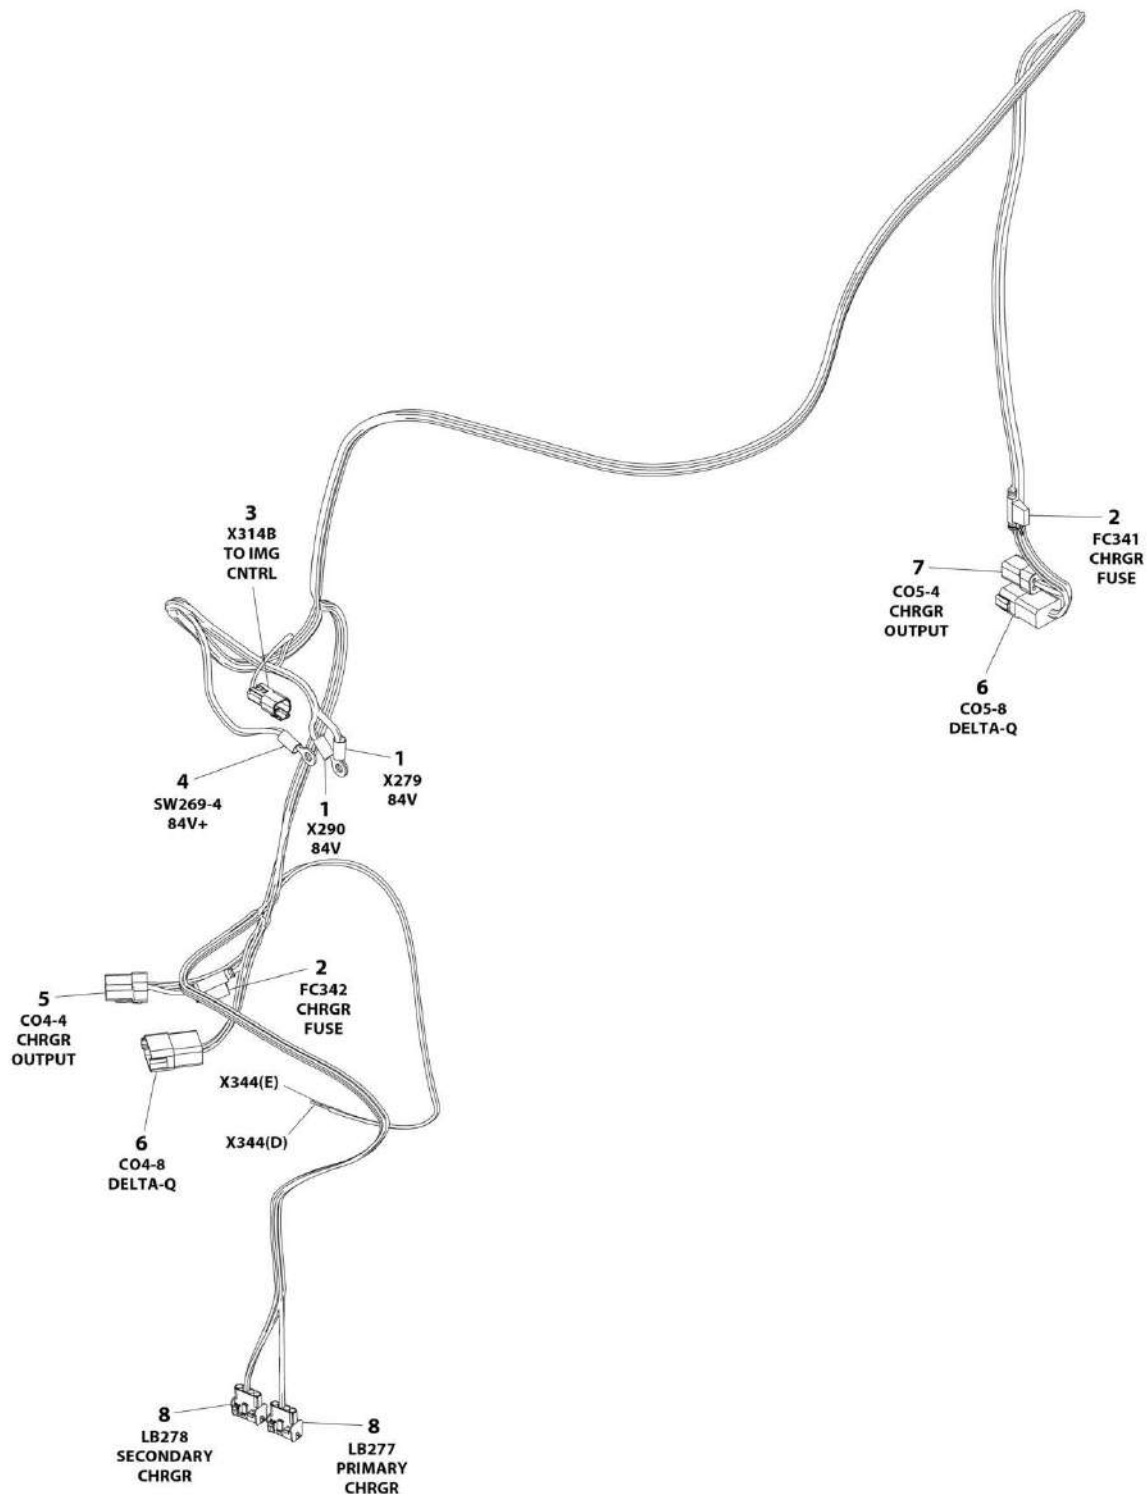 3
X314B
TO IMG
CNTRL
2
FC341
CHRGR
FUSE
7
CO5-4
CHRGR
OUTPUT
6
CO5-8
DELTA-Q
4
SW269-4
84V+
1
X279
84V
1
X290
84V
5
CO4-4
CHRGR
OUTPUT
2
FC342
CHRGR
FUSE
X344(E)
X344(D)
6
CO4-8
DELTA-Q
8
LB278
SECONDARY
CHRGR
8
LB277
PRIMARY
CHRGR